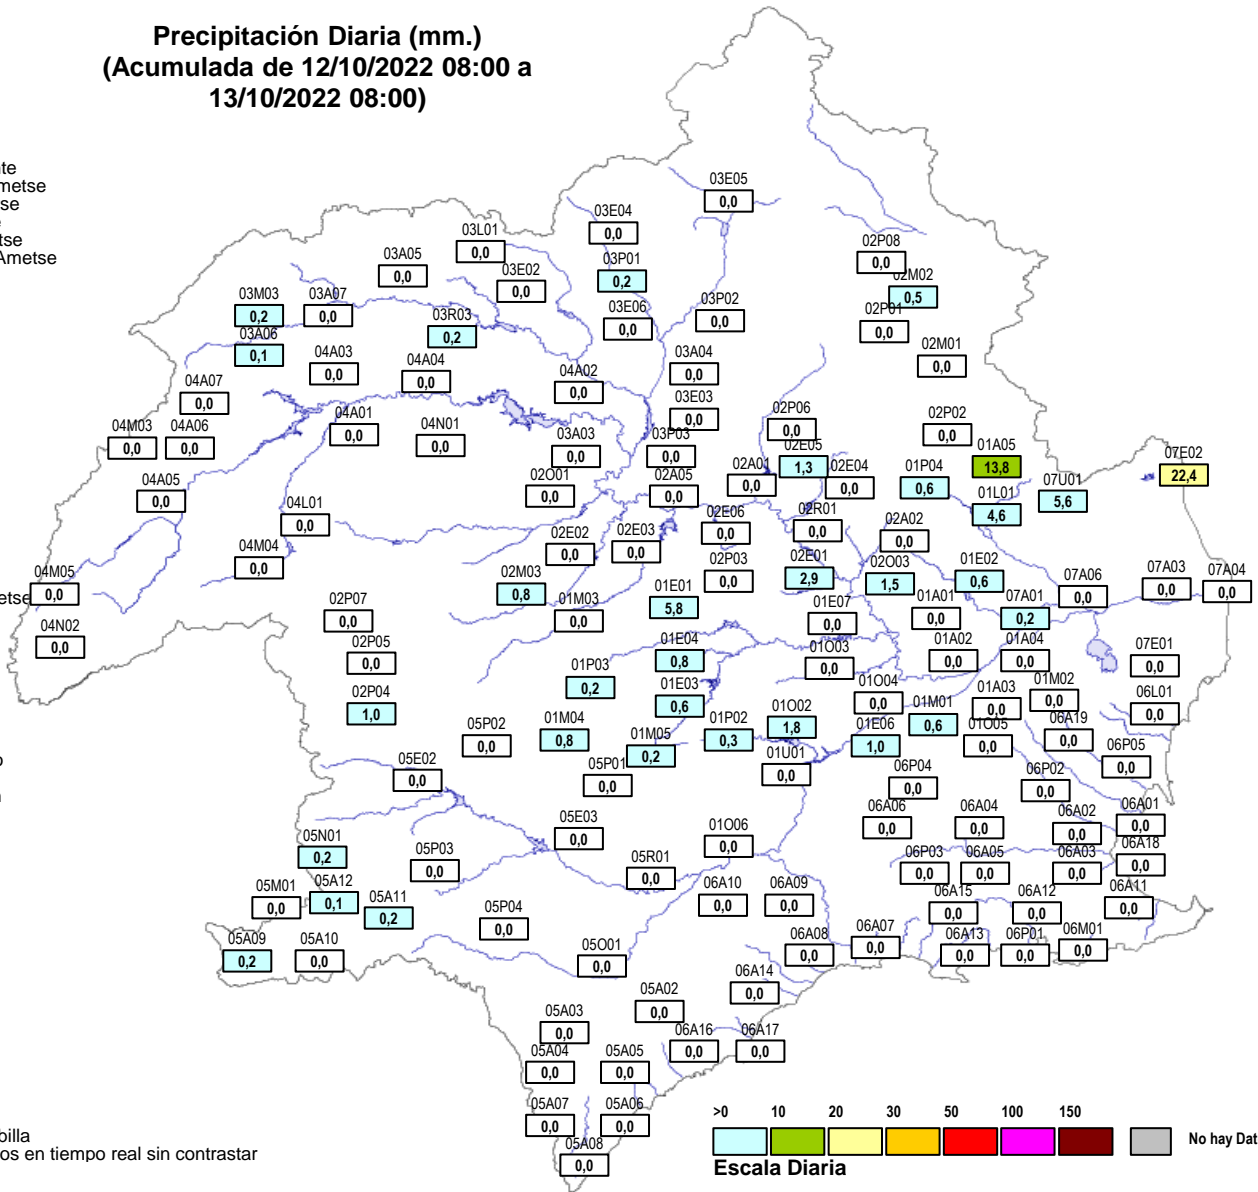 Precipitación Diaria (mm.)
(Acumulada de 12/10/2022 08:00 a
13/10/2022 08:00)
03E05
0,0
03E04
0,0
03L01
0,0
03A05
0,0
03E02
0,0
03P01
0,2
02P08
0,0
02M02
0,5
03M03
0,2
03A07
0,0
03R03
0,2
03E06
0,0
03P02
0,0
02P01
0,0
03A06
0,1
04A03
0,0
04A04
0,0
04A02
0,0
03A04
0,0
02M01
0,0
04A07
0,0
03E03
0,0
04M03
0,0
04A06
0,0
04A01
0,0
04N01
0,0
03A03
0,0
03P03
0,0
02P06
0,0
02E05
1,3
02P02
0,0
01A05
13,8
07E02
22,4
04A05
0,0
02O01
0,0
02A05
0,0
02A01
0,0
02E04
0,0
01P04
0,6
01L01
4,6
07U01
5,6
04L01
0,0
02E06
0,0
02R01
0,0
02A02
0,0
04M04
0,0
02E02
0,0
02E03
0,0
04M05
0,0
02M03
0,8
02P03
0,0
02E01
2,9
02O03
1,5
01E02
0,6
07A06
0,0
07A03
0,0
07A04
0,0
02P07
0,0
01M03
0,0
01E01
5,8
01E07
0,0
01A01
0,0
07A01
0,2
04N02
0,0
02P05
0,0
01E04
0,8
01O03
0,0
01A02
0,0
01A04
0,0
07E01
0,0
01P03
0,2
01E03
0,6
01O04
0,0
01A03
0,0
01M02
0,0
06L01
0,0
02P04
1,0
05P02
0,0
01M04
0,8
01M05
0,2
01P02
0,3
01O02
1,8
01E06
1,0
01M01
0,6
01O05
0,0
06A19
0,0
06P05
0,0
05E02
0,0
05P01
0,0
01U01
0,0
06P04
0,0
06P02
0,0
05N01
0,2
05P03
0,0
05E03
0,0
01O06
0,0
06A06
0,0
06A04
0,0
06A02
0,0
06A01
0,0
05M01
0,0
05A12
0,1
05A11
0,2
05R01
0,0
06P03
0,0
06A05
0,0
06A03
0,0
06A18
0,0
05P04
0,0
06A10
0,0
06A09
0,0
06A15
0,0
06A12
0,0
06A11
0,0
05A09
0,2
05A10
0,0
05O01
0,0
06A08
0,0
06A07
0,0
06A13
0,0
06P01
0,0
06M01
0,0
05A03
0,0
05A02
0,0
06A14
0,0
05A04
0,0
05A05
0,0
06A16
0,0
06A17
0,0
05A07
0,0
05A06
0,0
05A08
0,0
>0 10 20 30 50 100 150
No hay Dat
Escala Diaria
os en tiempo real sin contrastar